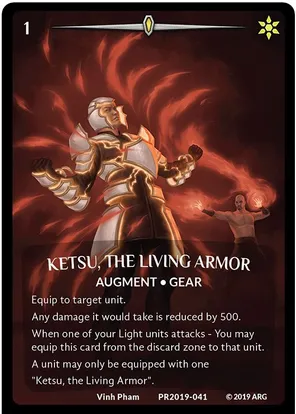 1
KETSU, THE LIVING ARMOR
AUGMENT • GEAR
Equip to target unit.
Any damage it would take is reduced by 500.
When one of your Light units attacks - You may
equip this card from the discard zone to that unit.
A unit may only be equipped with one
"Ketsu, the Living Armor".
Vinh Pham PR2019-041 © 2019 ARG